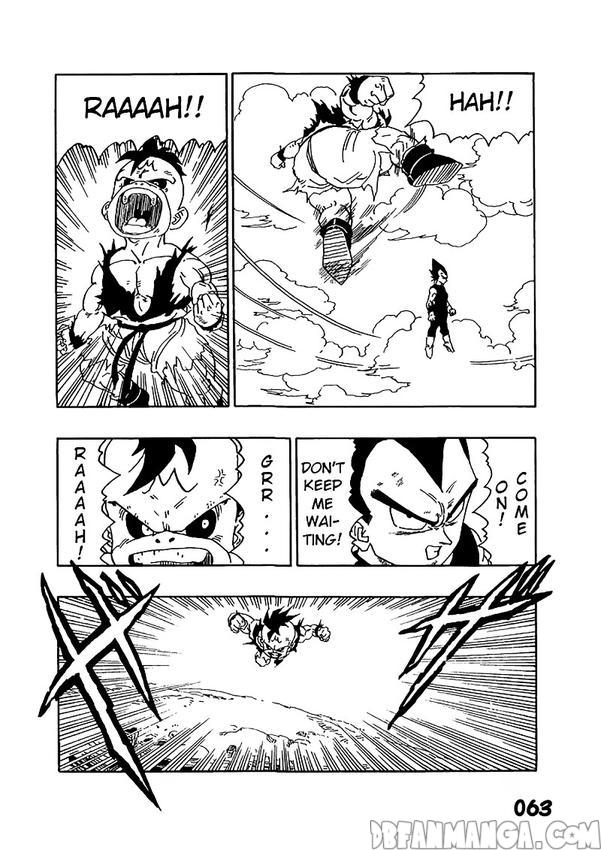 HAH!!
RAAAAH!!
COME
ON!
DON'T
KEEP
ME
WAI-
TING!
GRR...
RAAAAH!
063
DBFANMANGA.COM